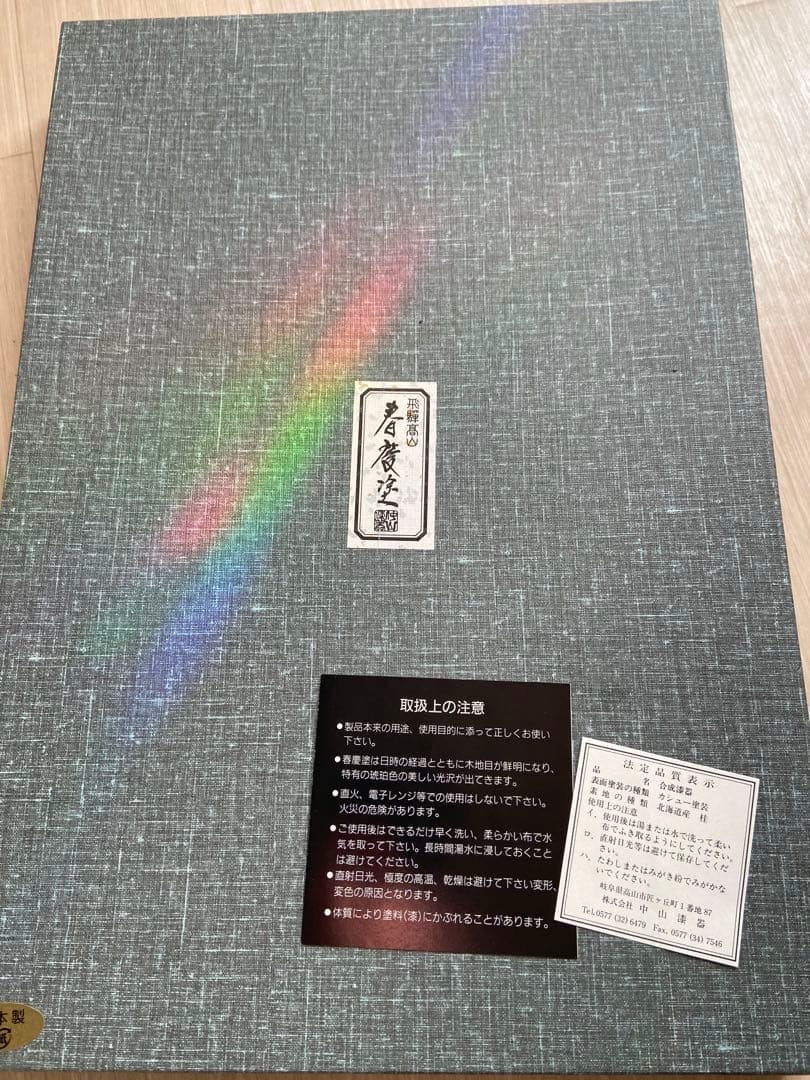 飛驒高山
春慶塗
取扱上の注意
●製品本来の用途、使用目的に添って正しくお使い
下さい。
●春慶塗は日時の経過とともに木地目が鮮明になり、
特有の琥珀色の美しい光沢が出てきます。
●直火、電子レンジ等での使用はしないで下さい。
火災の危険があります。
●ご使用後はできるだけ早く洗い、柔らかい布で水
気を取って下さい。長時間湯水に浸しておくこと
は避けてください。
●直射日光、極度の高温、乾燥は避けて下さい変形、
変色の原因となります。
●体質により塗料(漆)にかぶれることがあります。
法定品質表示
品名 合成漆器
表面塗装の種類 カシュー塗装
素地の種類 北海道産 桂
使用上の注意
イ、使用後は湯または水で洗って柔い
布でふき取るようにしてください。
ロ、直射日光等は避けて保存してくだ
さい。
ハ、たわしまたはみがき粉でみがかな
いでください。
岐阜県高山市匠ヶ丘町1番地87
株式会社 中山漆器
Tel.0577 (32) 6479 Fax. 0577 (34) 7546
本製